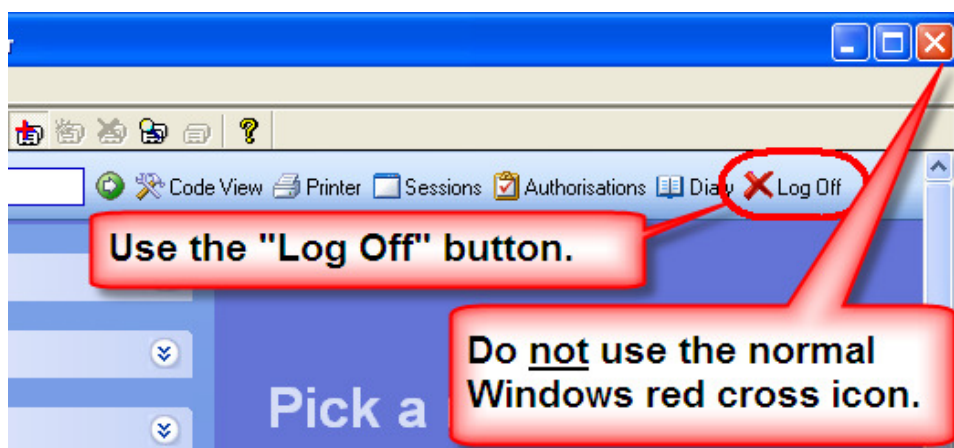 Code View Printer Sessions Authorisations Diary Log Off
Use the "Log Off" button.
Do not use the normal
Windows red cross icon.
Pick a